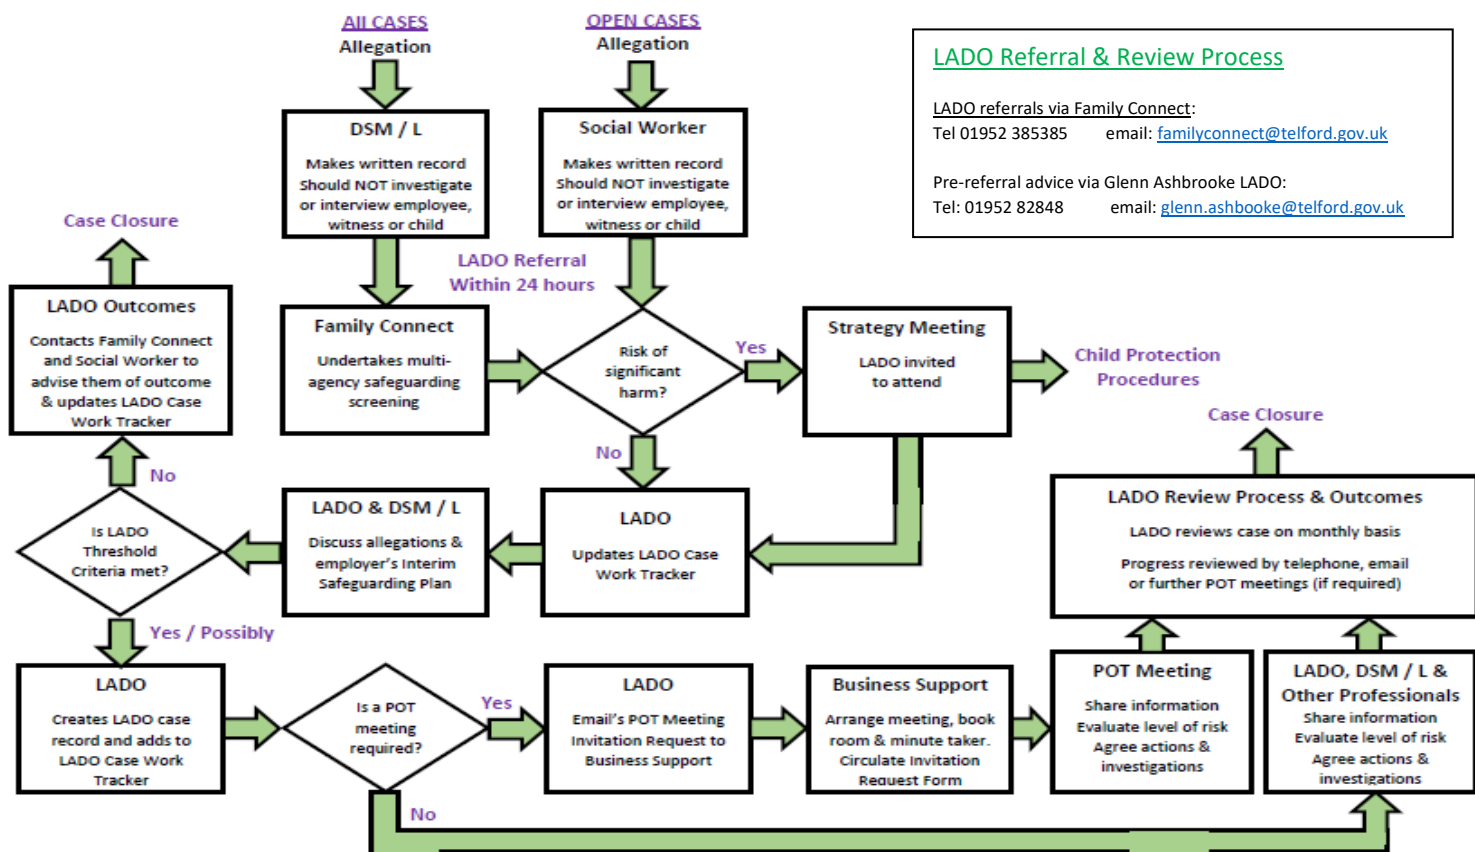 All CASES
Allegation
OPEN CASES
Allegation
LADO Referral & Review Process
LADO referrals via Family Connect:
Tel 01952 385385 email: familyconnect@telford.gov.uk
Pre-referral advice via Glenn Ashbrooke LADO:
Tel: 01952 82848 email: glenn.ashbooke@telford.gov.uk
DSM / L
Makes written record
Should NOT investigate
or interview employee,
witness or child
Social Worker
Makes written record
Should NOT investigate
or interview employee,
witness or child
Case Closure
LADO Referral
Within 24 hours
LADO Outcomes
Contacts Family Connect
and Social Worker to
advise them of outcome
& updates LADO Case
Work Tracker
Family Connect
Undertakes multi-
agency safeguarding
screening
Risk of
significant
harm?
Yes
Strategy Meeting
LADO invited
to attend
Child Protection
Procedures
Case Closure
No
No
Is LADO
Threshold
Criteria met?
LADO & DSM / L
Discuss allegations &
employer's Interim
Safeguarding Plan
LADO
Updates LADO Case
Work Tracker
LADO Review Process & Outcomes
LADO reviews case on monthly basis
Progress reviewed by telephone, email
or further POT meetings (if required)
Yes / Possibly
LADO
Creates LADO case
record and adds to
LADO Case Work
Tracker
Is a POT
meeting
required?
Yes
LADO
Email's POT Meeting
Invitation Request to
Business Support
Business Support
Arrange meeting, book
room & minute taker.
Circulate Invitation
Request Form
POT Meeting
Share information
Evaluate level of risk
Agree actions &
investigations
LADO, DSM / L &
Other Professionals
Share information
Evaluate level of risk
Agree actions &
investigations
No